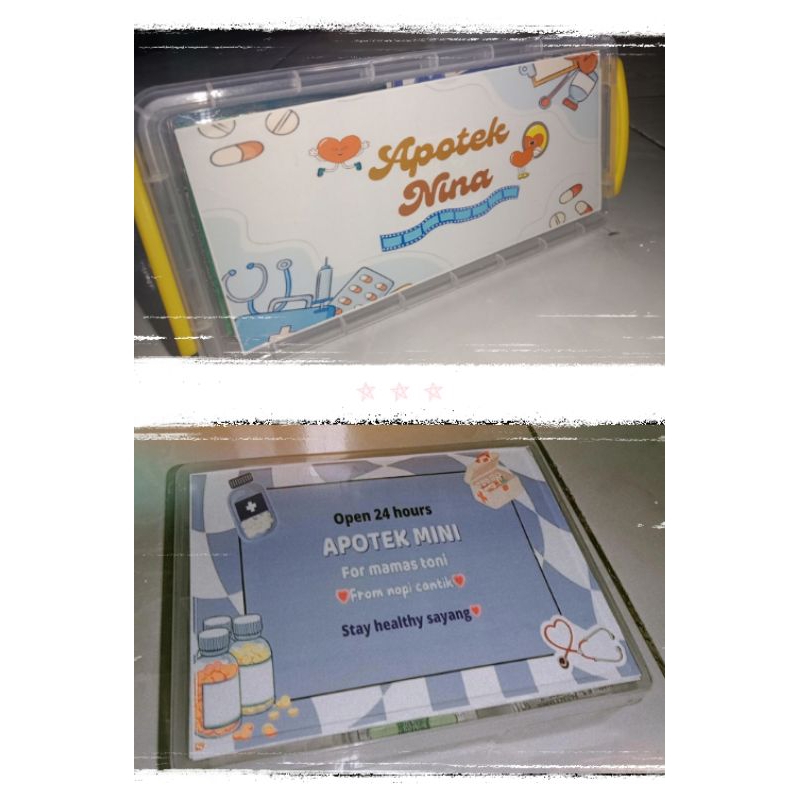 Apotek
Nina
Open 24 hours
APOTEK MINI
For mamas toni
From nopi cantik
Stay healthy sayang